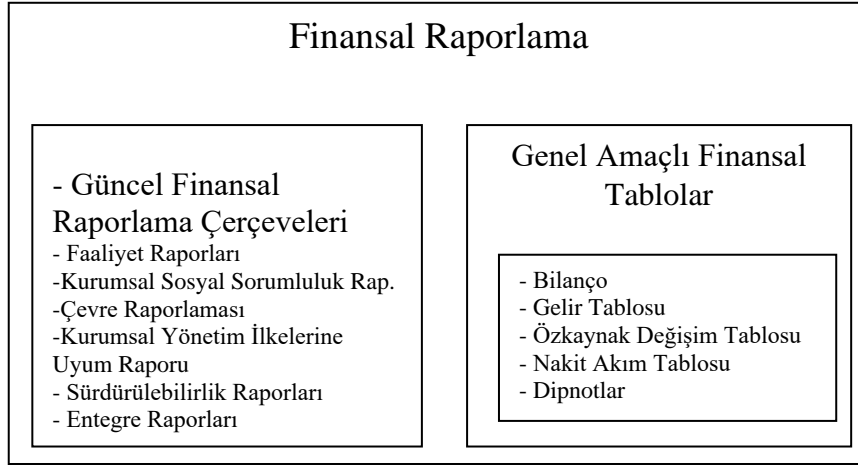 Finansal Raporlama
- Güncel Finansal
Raporlama Çerçeveleri
- Faaliyet Raporları
-Kurumsal Sosyal Sorumluluk Rap.
-Çevre Raporlaması
-Kurumsal Yönetim İlkelerine
Uyum Raporu
- Sürdürülebilirlik Raporları
- Entegre Raporları
Genel Amaçlı Finansal
Tablolar
- Bilanço
- Gelir Tablosu
- Özkaynak Değişim Tablosu
- Nakit Akım Tablosu
- Dipnotlar